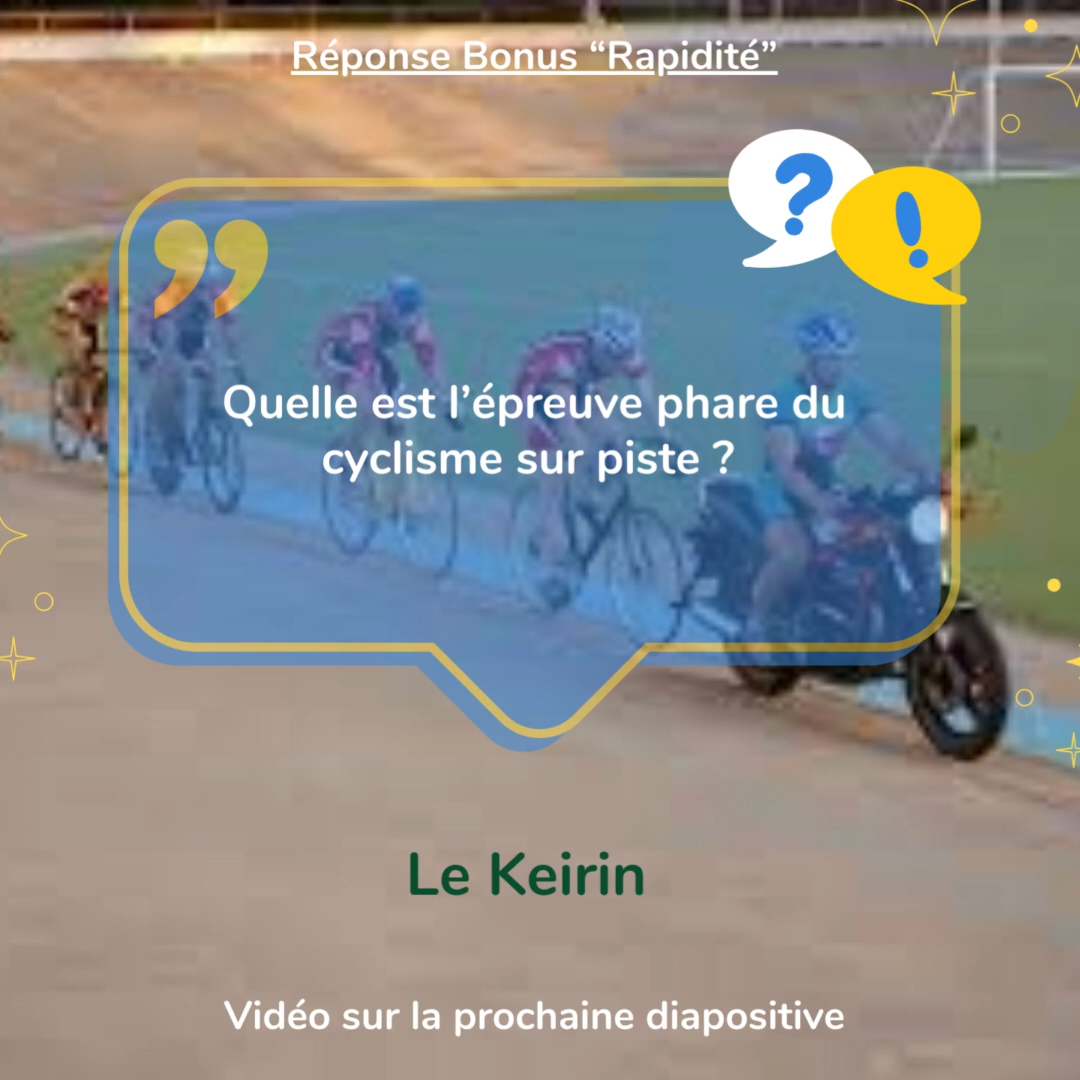 Réponse Bonus “Rapidité”
Quelle est l’épreuve phare du
cyclisme sur piste ?
Le Keirin
Vidéo sur la prochaine diapositive